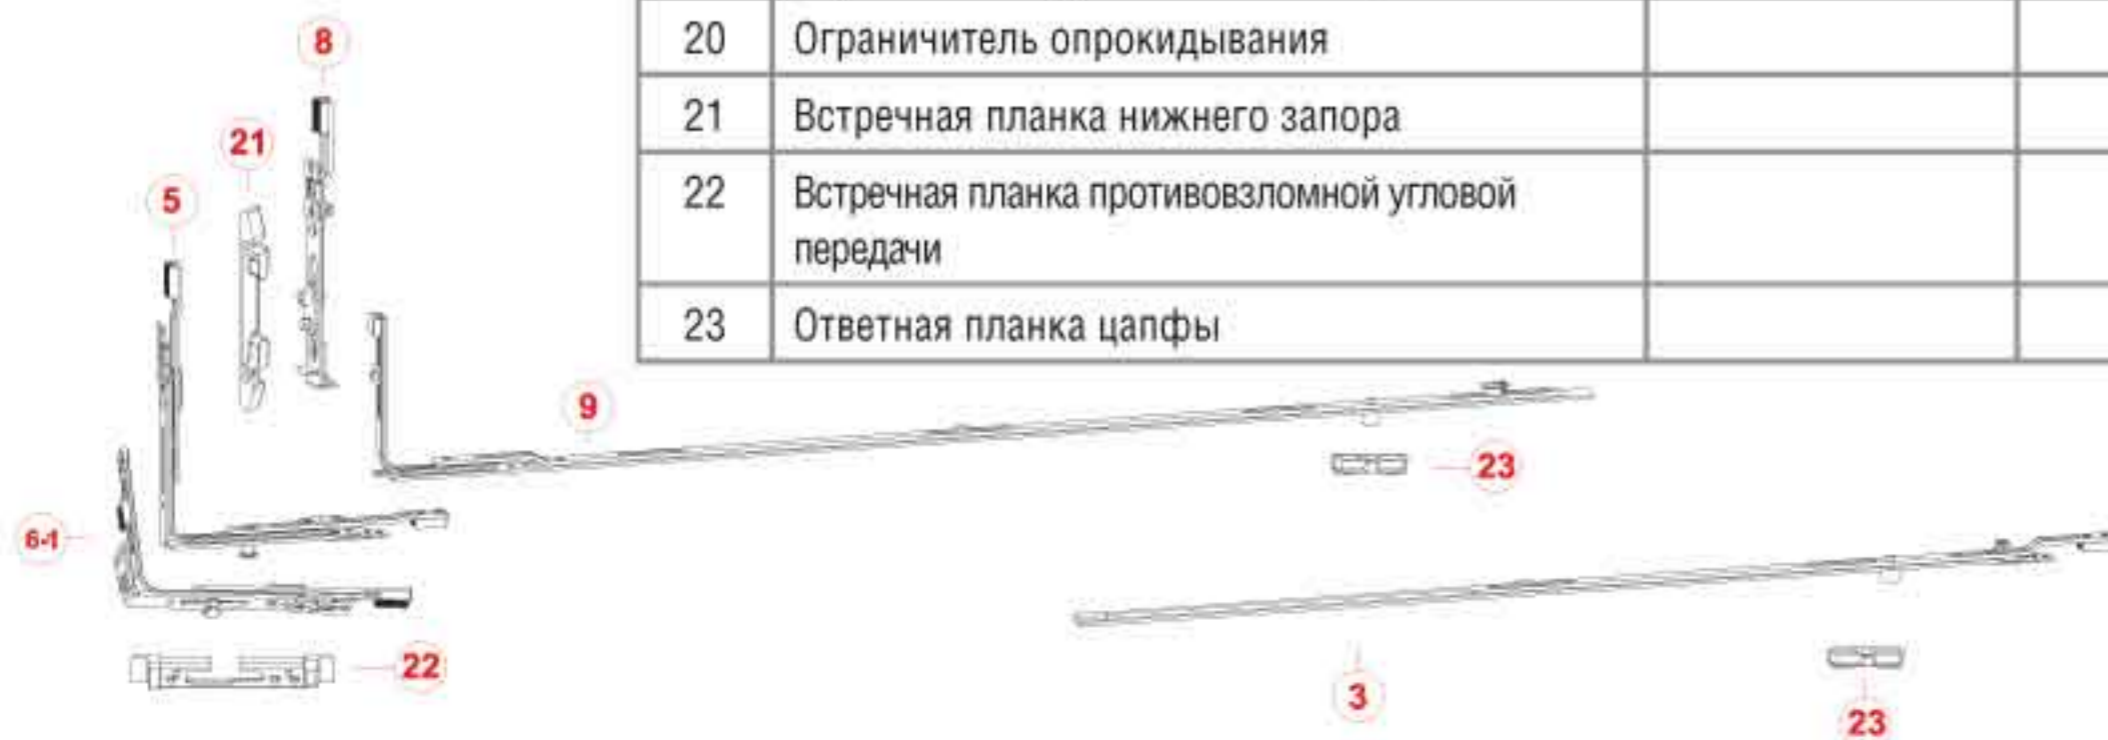 20 Ограничитель опрокидывания
21 Встречная планка нижнего запора
22 Встречная планка противовзломной угловой
передачи
23 Ответная планка цапфы
8
21
5
9
23
6-1
22
3
23